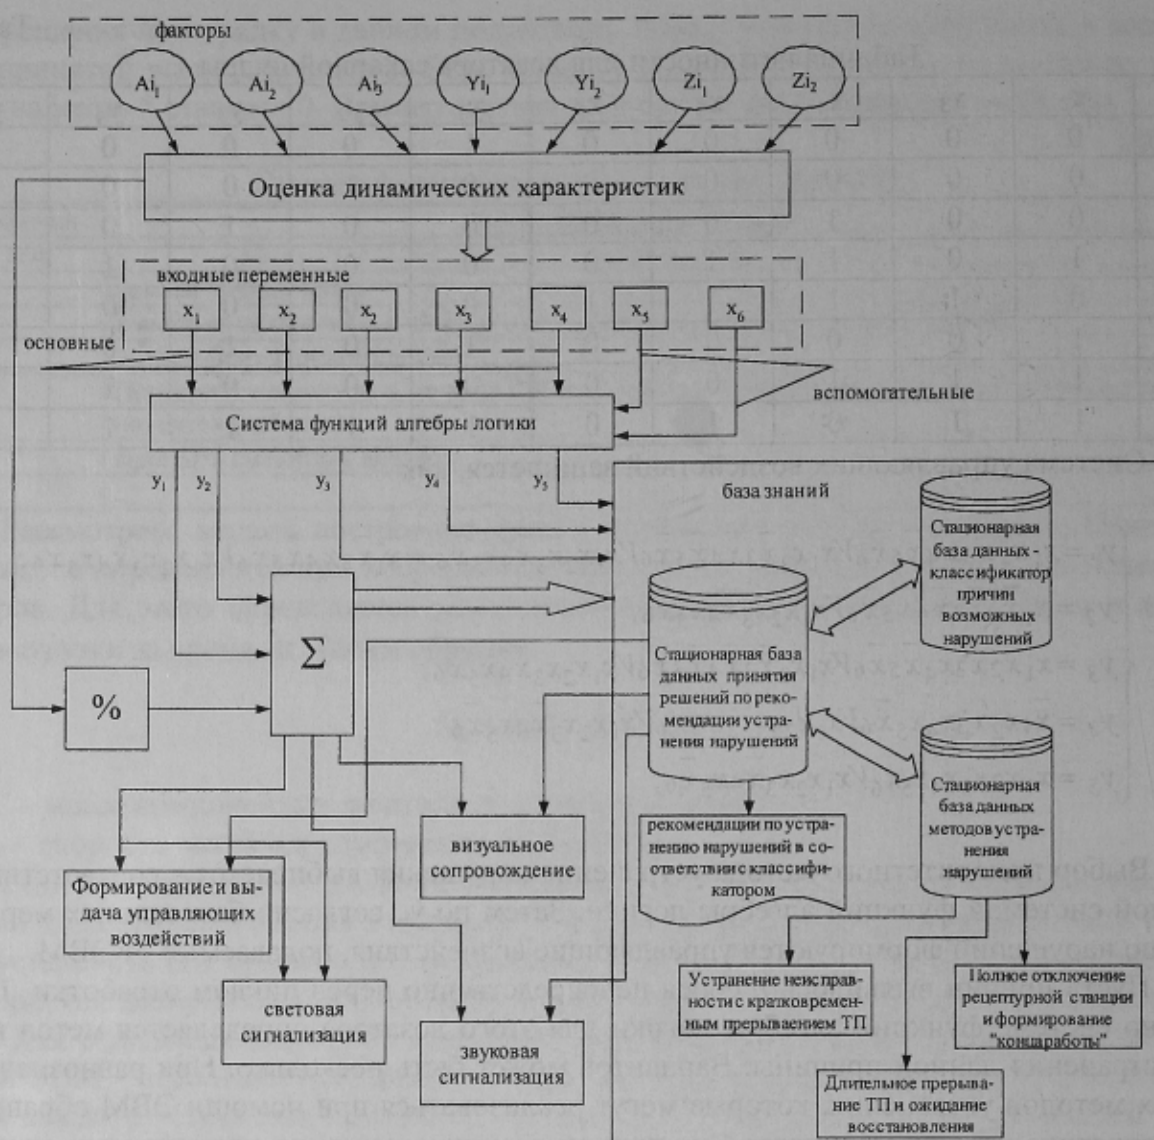 факторы
Ai1 Ai2 Ai3 Yi1 Yi2 Zi1 Zi2
Оценка динамических характеристик
входные переменные
x1 x2 x2 x3 x4 x5 x6
основные
вспомогательные
Система функций алгебры логики
y1 y2 y3 y4 y5
база знаний
Стационарная
база данных -
классификатор
причин
возможных
нарушений
Σ
Стационарная база
данных принятия
решений по реко-
мендации устра-
нения нарушений
%
Стационарная
база данных
методов устра-
нения
нарушений
визуальное
сопровождение
рекомендации по устра-
нению нарушений в со-
ответствии классифи-
катором
Формирование и вы-
дача управляющих
воздействий
Устранение неисправ-
ности с кратковремен-
ным прерываением ТП
Полное отключение
рецептурной станции
и формирование
"конца работы"
световая
сигнализация
звуковая
сигнализация
Длительное прерыва-
ние ТП и ожидание
восстановления